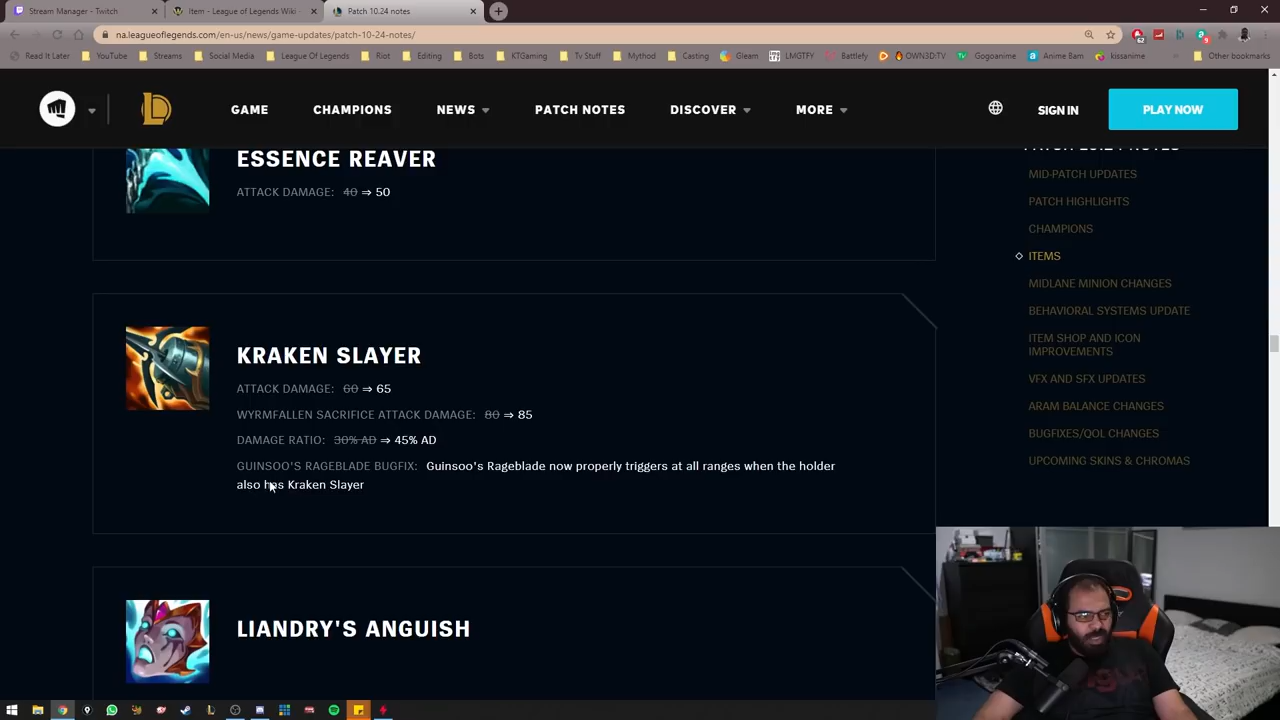 Stream Manager - Twitch
Item - League of Legends Wiki
Patch 10.24 notes
na.leagueoflegends.com/en-us/news/game-updates/patch-10-24-notes/
Read It Later
YouTube
Streams
Social Media
League Of Legends
Riot
Editing
Bots
KTGaming
Tv Stuff
Mythod
Casting
Gleam
LMGTFY
Battlefy
OWN3D:TV
Gogoanime
Anime Bam
kissanime
Other bookmarks
GAME
CHAMPIONS
NEWS
PATCH NOTES
DISCOVER
MORE
SIGN IN
PLAY NOW
ESSENCE REAVER
ATTACK DAMAGE: 40 ⇒ 50
KRAKEN SLAYER
ATTACK DAMAGE: 60 ⇒ 65
WYRMFALLEN SACRIFICE ATTACK DAMAGE: 80 ⇒ 85
DAMAGE RATIO: 30% AD ⇒ 45% AD
GUINSOO'S RAGEBLADE BUGFIX: Guinsoo's Rageblade now properly triggers at all ranges when the holder
also has Kraken Slayer
LIANDRY'S ANGUISH
PATCH 10.24 NOTES
MID-PATCH UPDATES
PATCH HIGHLIGHTS
CHAMPIONS
ITEMS
MIDLANE MINION CHANGES
BEHAVIORAL SYSTEMS UPDATE
ITEM SHOP AND ICON
IMPROVEMENTS
VFX AND SFX UPDATES
ARAM BALANCE CHANGES
BUGFIXES/QOL CHANGES
UPCOMING SKINS & CHROMAS